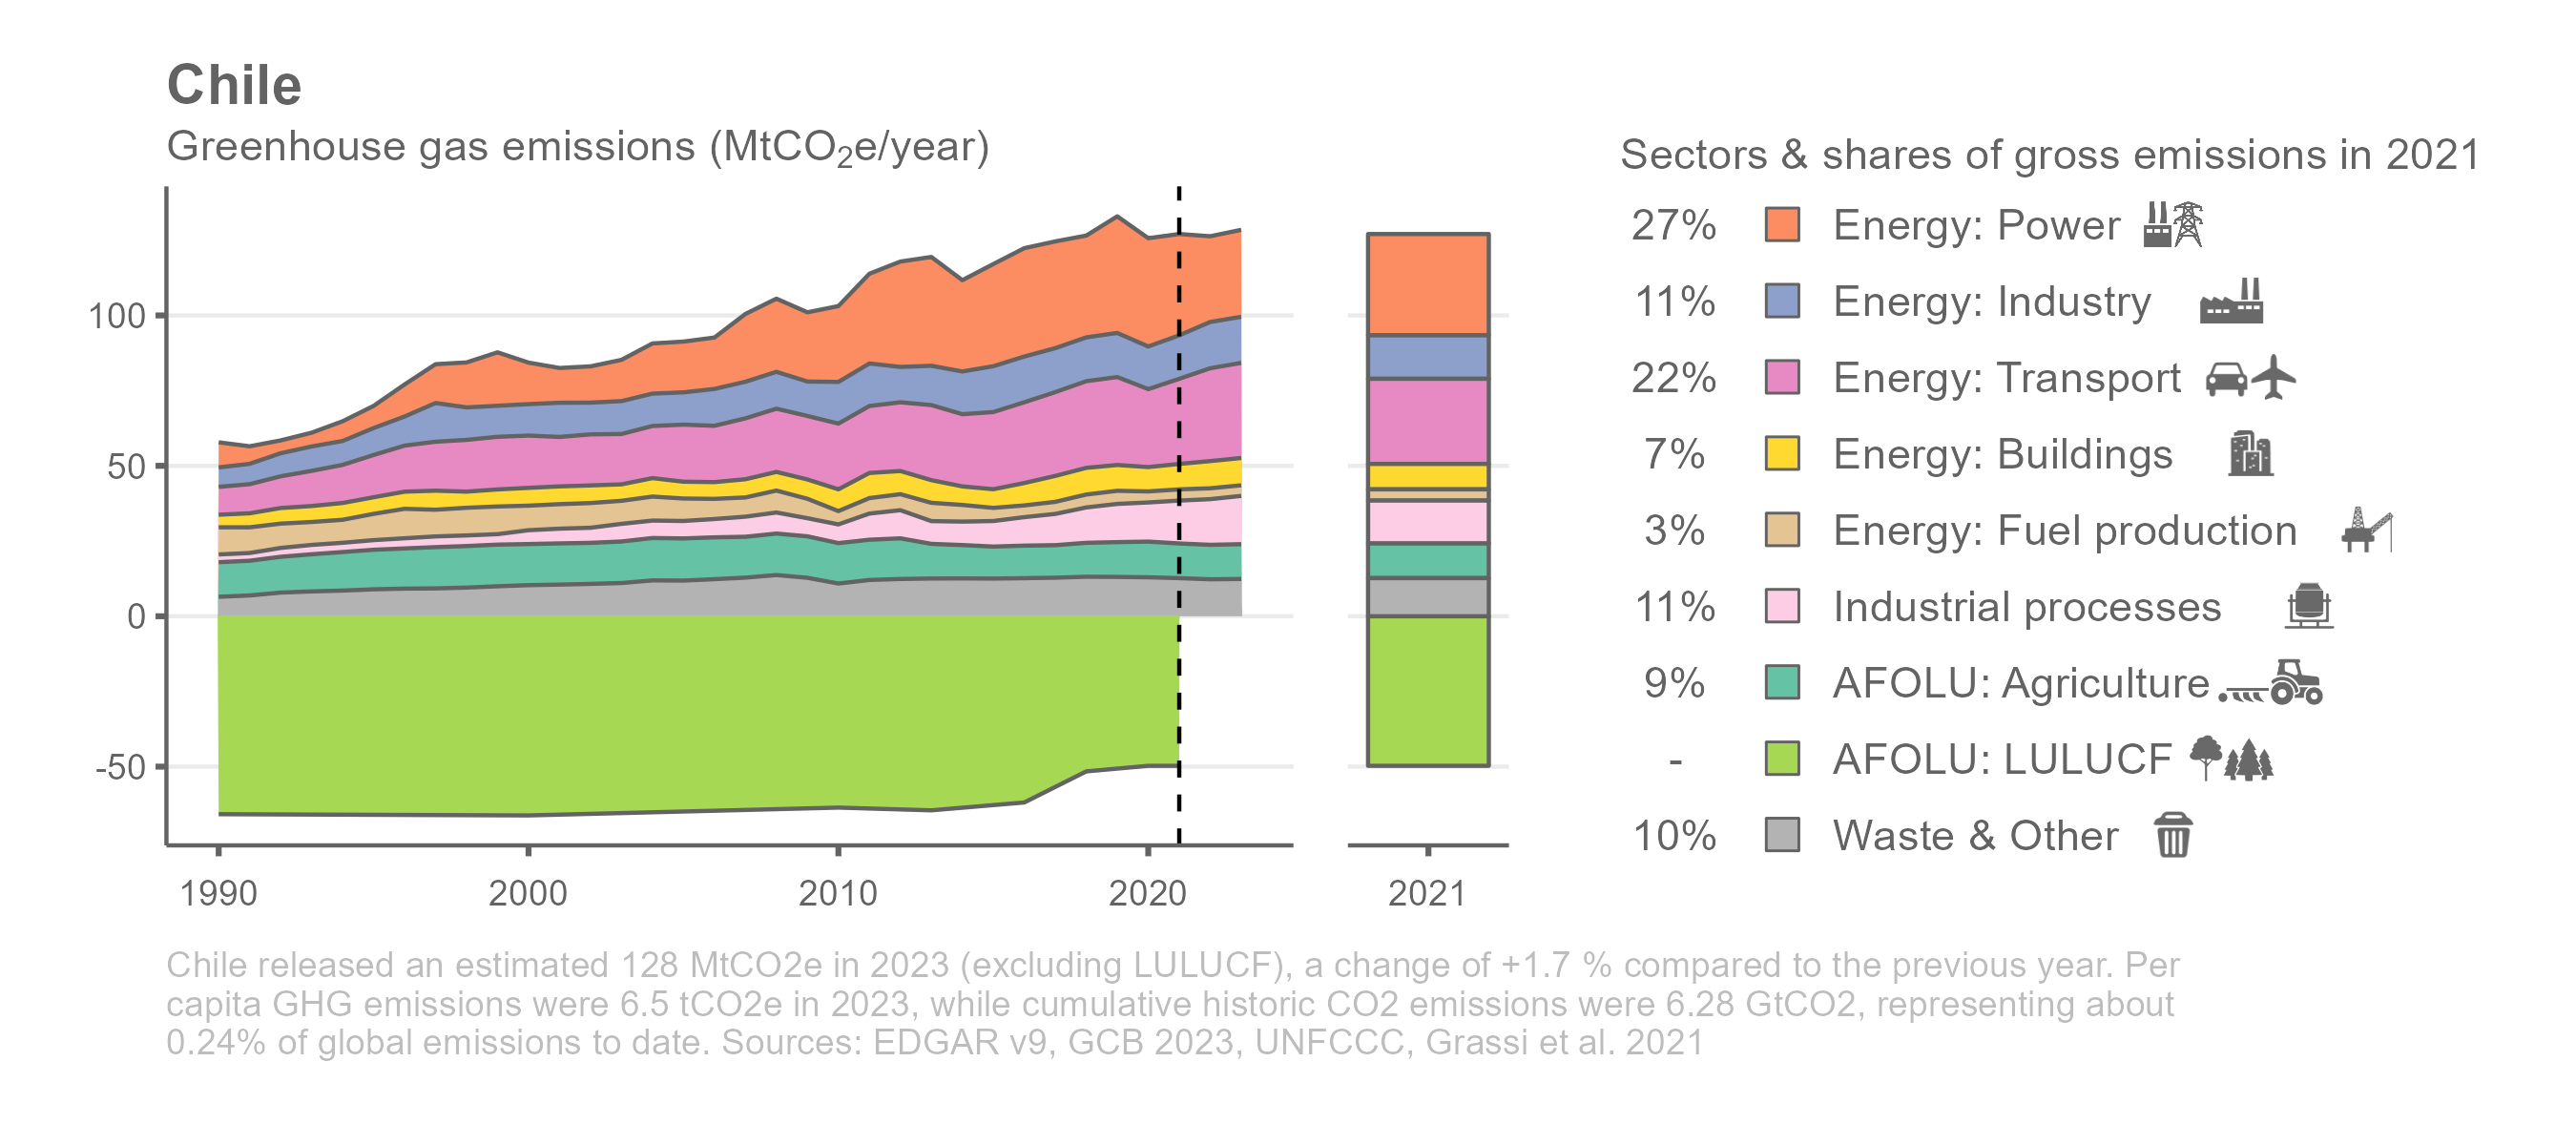 Chile
Greenhouse gas emissions (MtCO₂e/year)
100
50
0
-50
1990
2000
2010
2020
2021
Sectors & shares of gross emissions in 2021
27% Energy: Power
11% Energy: Industry
22% Energy: Transport
7% Energy: Buildings
3% Energy: Fuel production
11% Industrial processes
9% AFOLU: Agriculture
- AFOLU: LULUCF
10% Waste & Other
Chile released an estimated 128 MtCO2e in 2023 (excluding LULUCF), a change of +1.7 % compared to the previous year. Per
capita GHG emissions were 6.5 tCO2e in 2023, while cumulative historic CO2 emissions were 6.28 GtCO2, representing about
0.24% of global emissions to date. Sources: EDGAR v9, GCB 2023, UNFCCC, Grassi et al. 2021